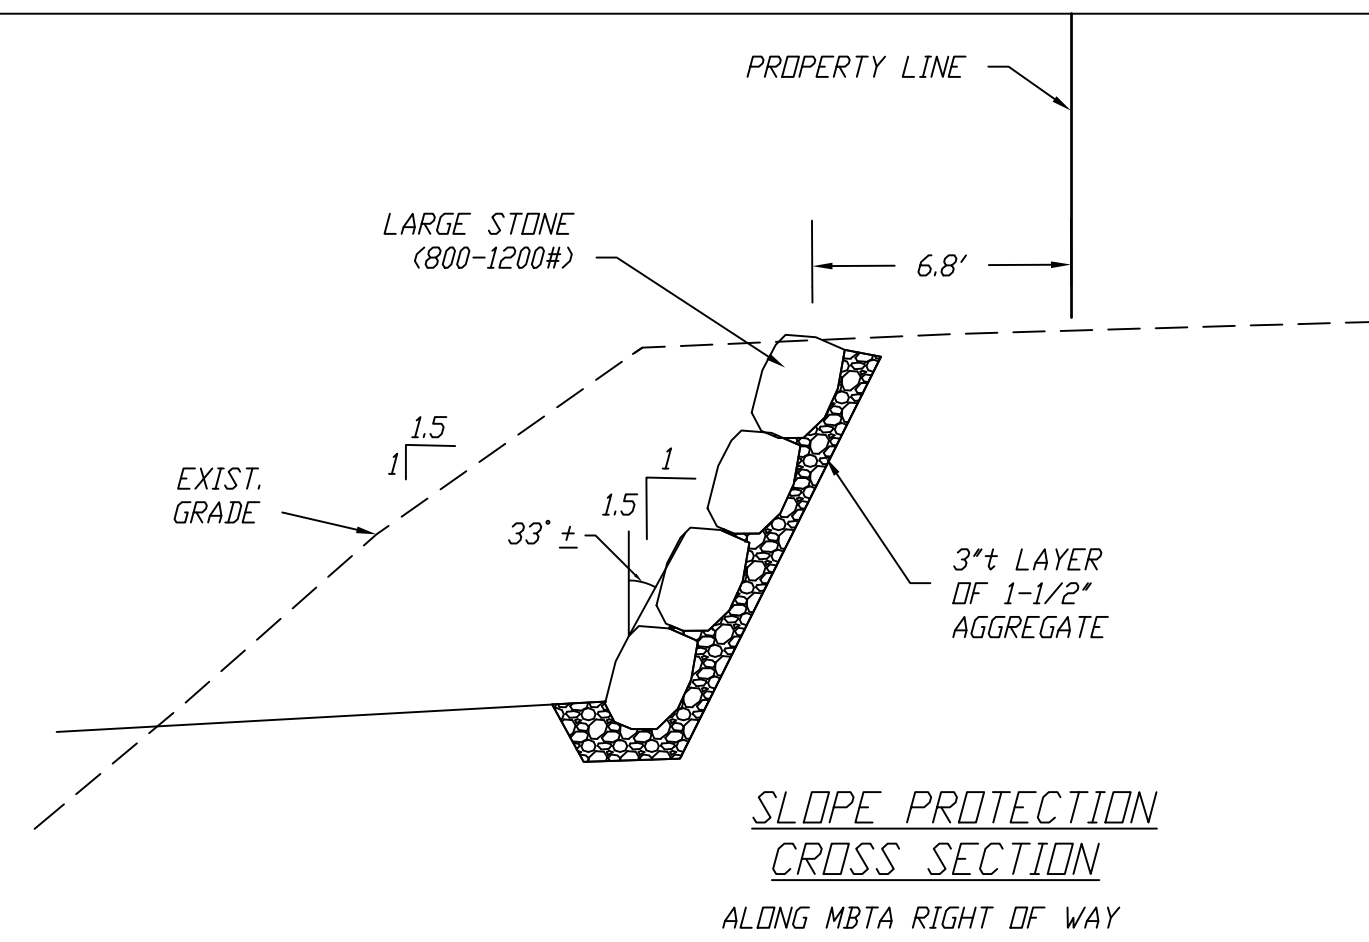 PROPERTY LINE
LARGE STONE
(800-1200#)
6.8'
1.5
1
EXIST.
GRADE
1
1.5
33° ±
3"t LAYER
OF 1-1/2"
AGGREGATE
SLOPE PROTECTION
CROSS SECTION
ALONG MBTA RIGHT OF WAY